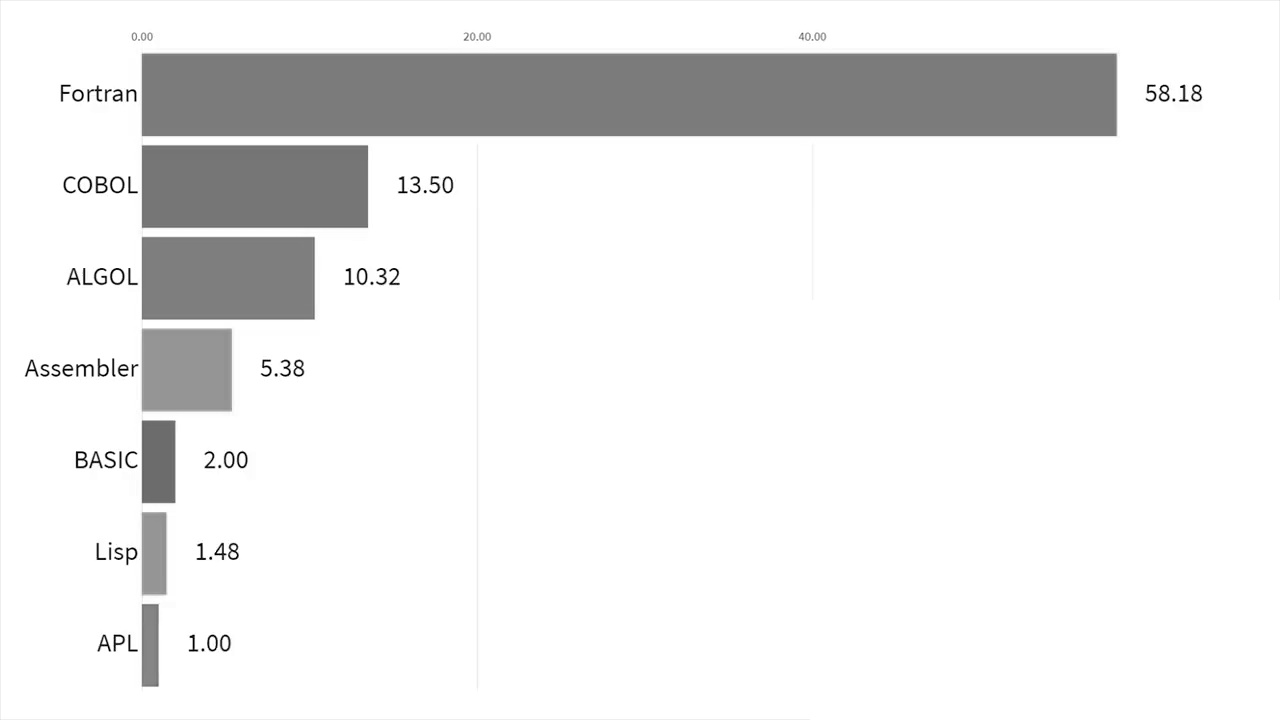 0.00 20.00 40.00
Fortran 58.18
COBOL 13.50
ALGOL 10.32
Assembler 5.38
BASIC 2.00
Lisp 1.48
APL 1.00